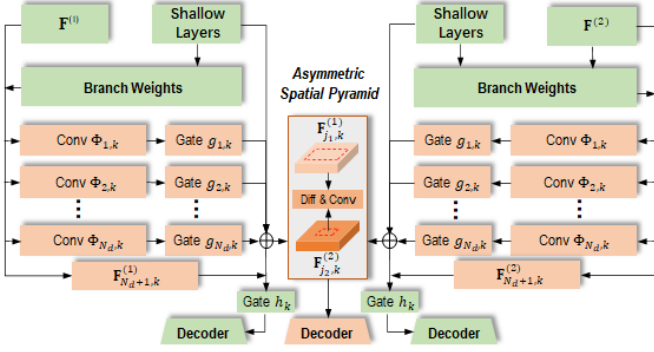 F(1)
Shallow
Layers
Branch Weights
Conv Φ1,k
Gate g1,k
Conv Φ2,k
Gate g2,k
Conv ΦNd,k
Gate gNd,k
F(1)Nd+1,k
Gate hk
Decoder
Asymmetric
Spatial Pyramid
F(1)j1,k
Diff & Conv
F(2)j2,k
Decoder
Shallow
Layers
F(2)
Branch Weights
Gate g1,k
Conv Φ1,k
Gate g2,k
Conv Φ2,k
Gate gNd,k
Conv ΦNd,k
F(2)Nd+1,k
Gate hk
Decoder